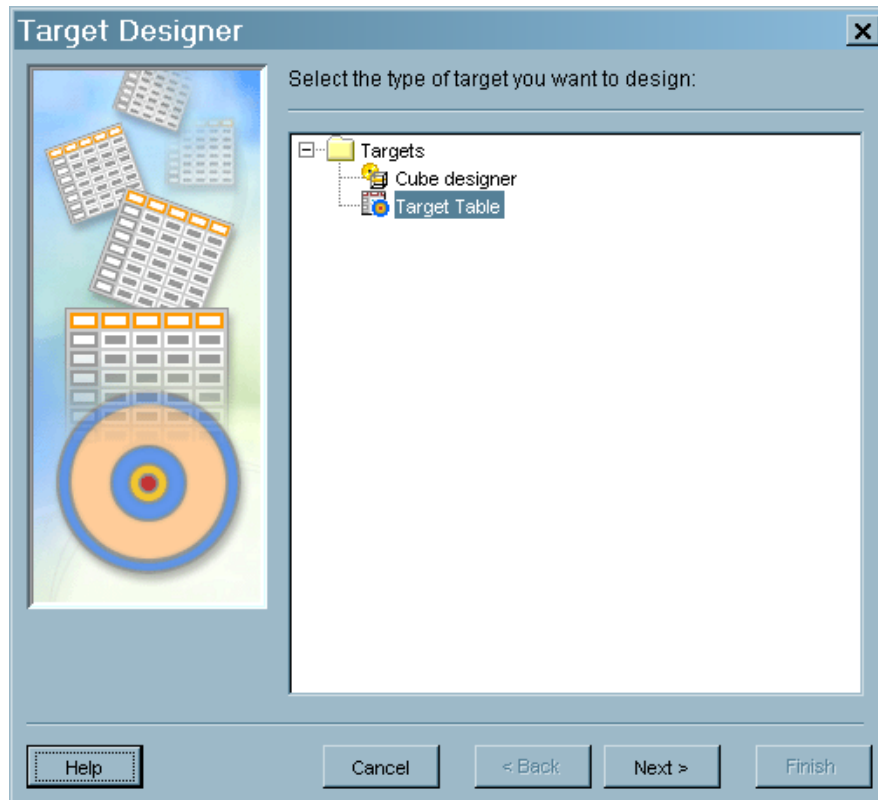 Target Designer
Select the type of target you want to design:
Targets
Cube designer
Target Table
Help
Cancel
< Back
Next >
Finish